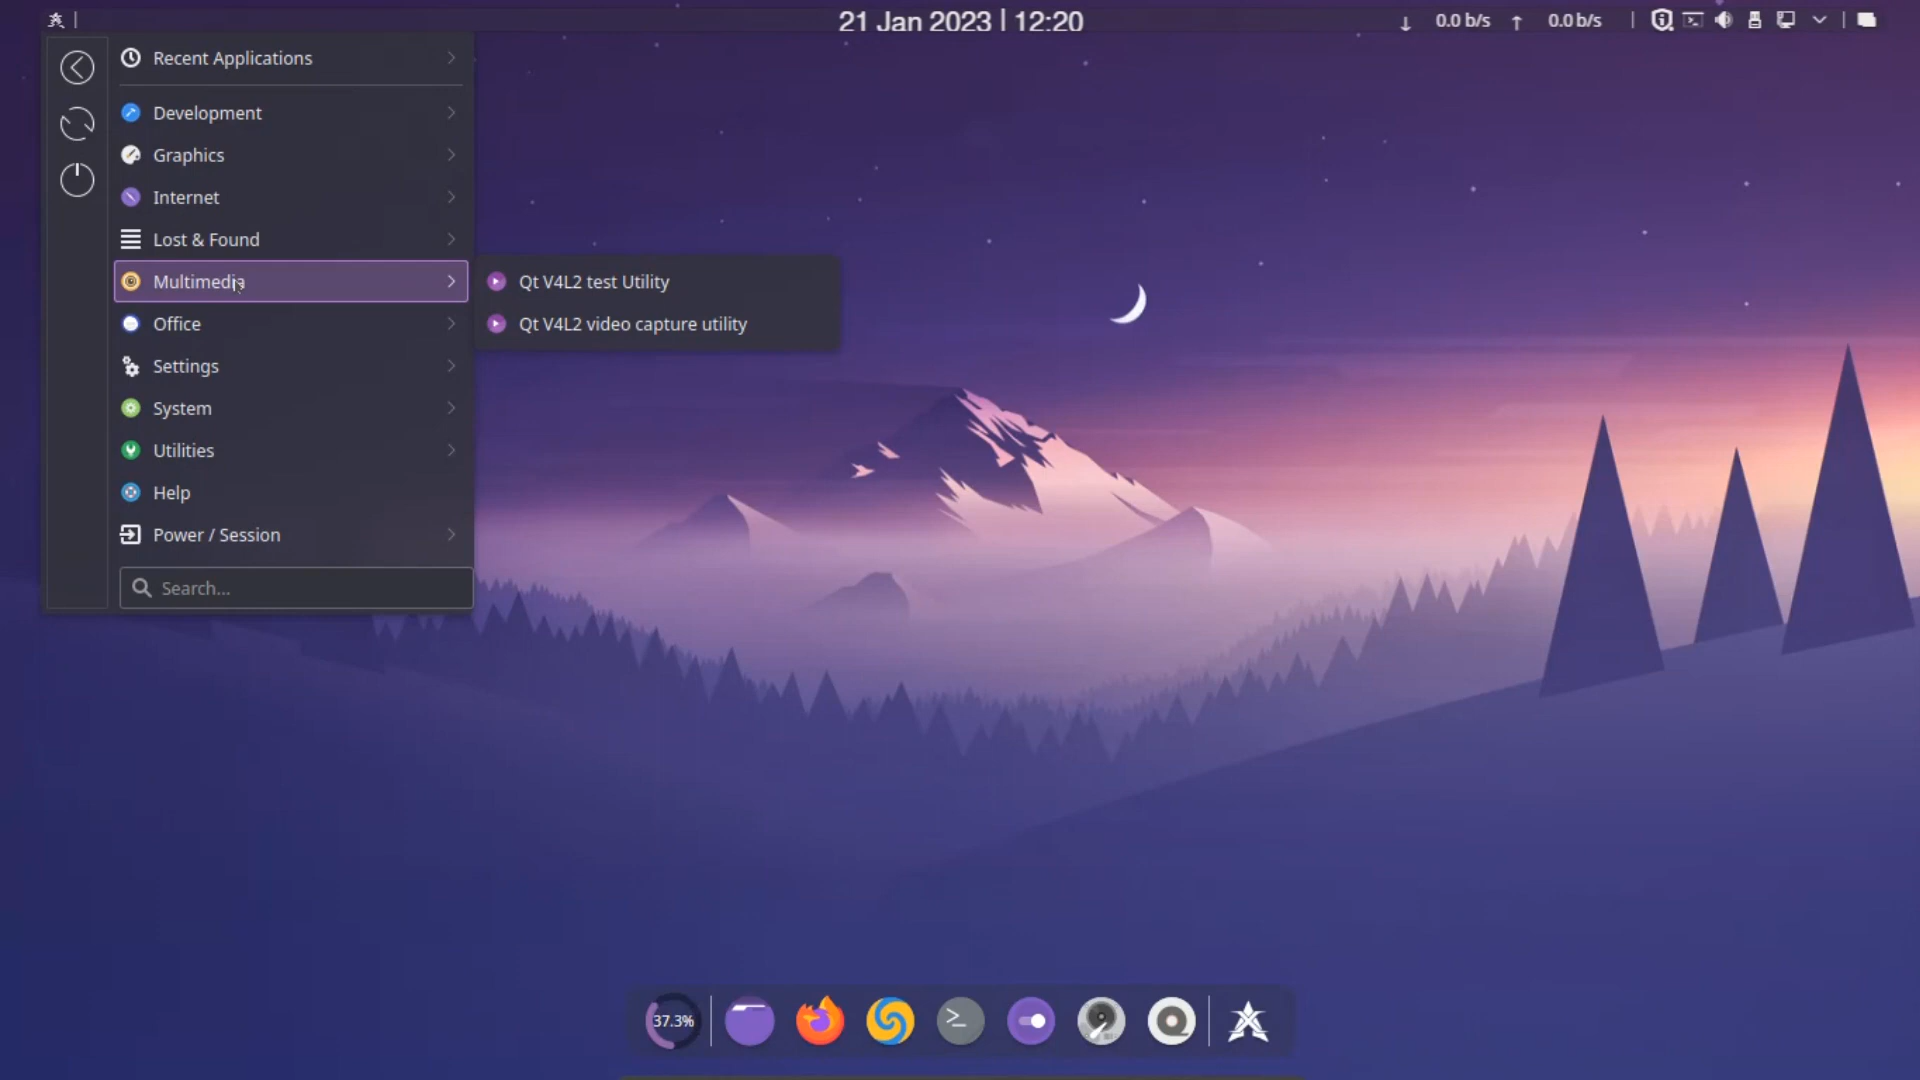 21 Jan 2023 | 12:20
0.0 b/s
0.0 b/s
Recent Applications
Development
Graphics
Internet
Lost & Found
Multimedia
Qt V4L2 test Utility
Office
Qt V4L2 video capture utility
Settings
System
Utilities
Help
Power / Session
Search...
37.3%